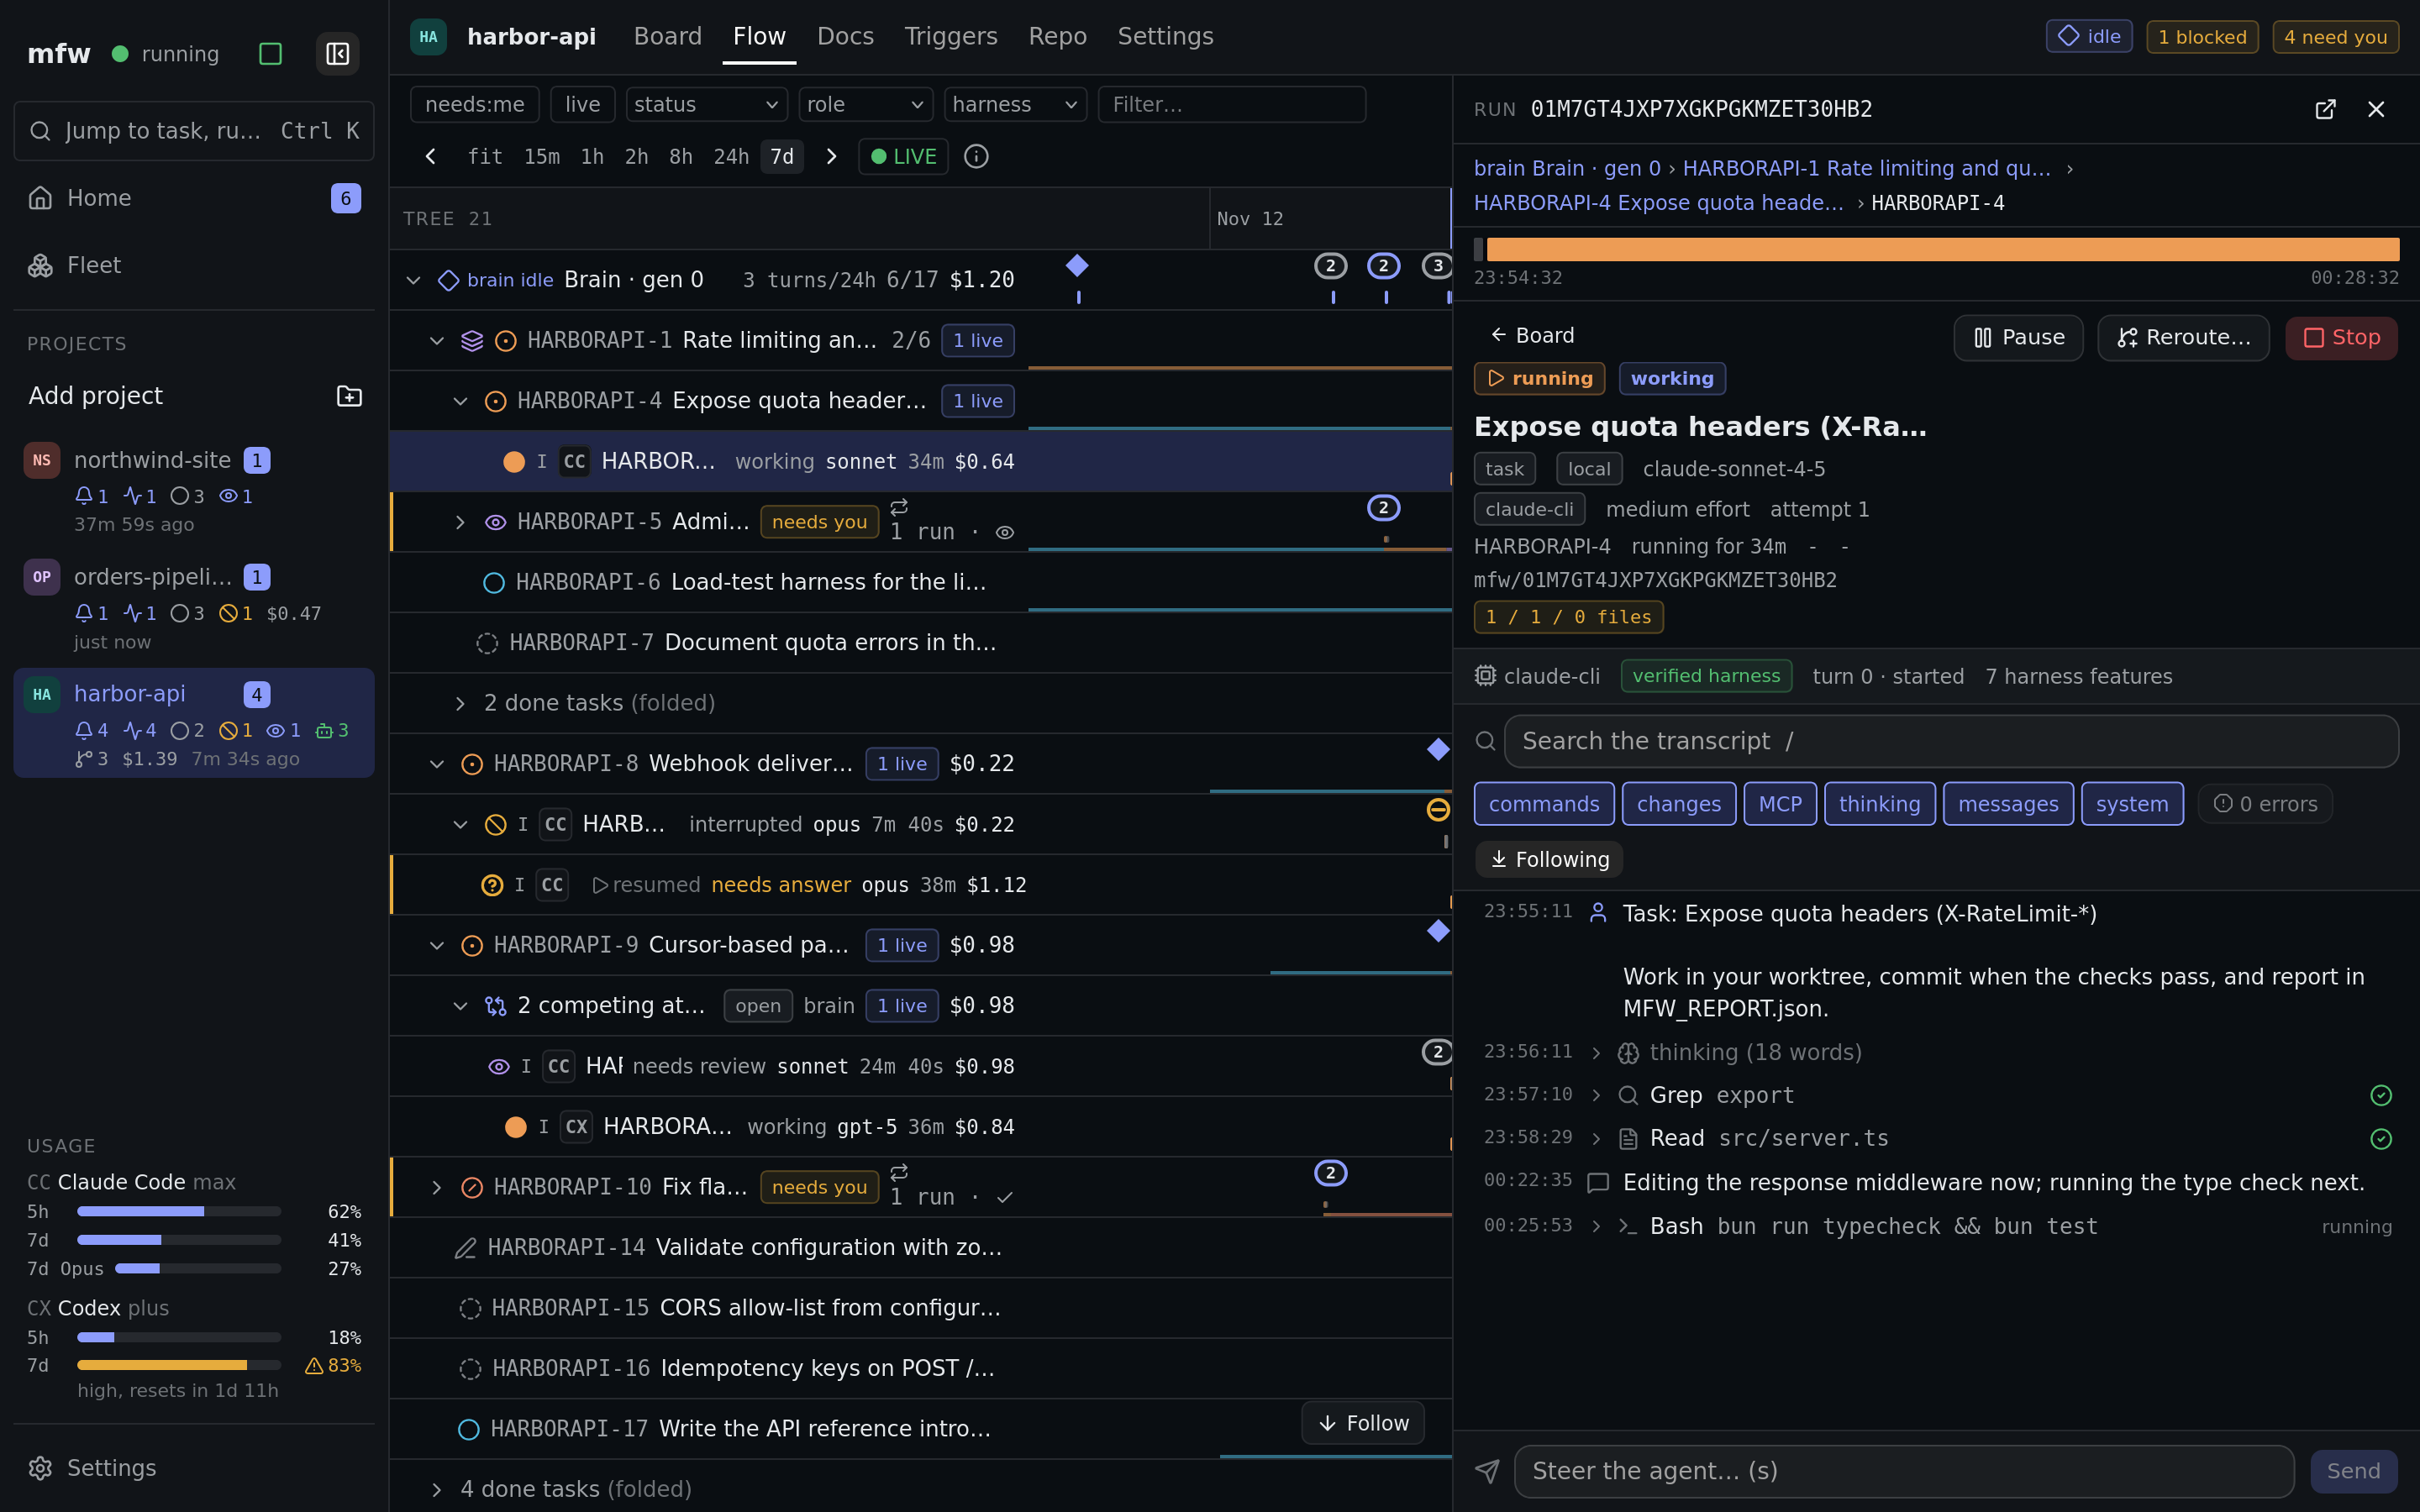 mfw running
Jump to task, ru… Ctrl K
Home 6
Fleet
PROJECTS
Add project
NS northwind-site 1
1 1 3 1
37m 59s ago
OP orders-pipeli… 1
1 1 3 1 $0.47
just now
HA harbor-api 4
4 4 2 1 1 3
3 $1.39 7m 34s ago
USAGE
CC Claude Code max
5h 62%
7d 41%
7d Opus 27%
CX Codex plus
5h 18%
7d 83%
high, resets in 1d 11h
Settings
HA harbor-api Board Flow Docs Triggers Repo Settings
idle 1 blocked 4 need you
needs:me live status role harness Filter…
fit 15m 1h 2h 8h 24h 7d LIVE
TREE 21 Nov 12
brain idle Brain · gen 0 3 turns/24h 6/17 $1.20 2 2 3
HARBORAPI-1 Rate limiting an… 2/6 1 live
HARBORAPI-4 Expose quota header… 1 live
I CC HARBOR… working sonnet 34m $0.64
HARBORAPI-5 Admi… needs you 1 run · 2
HARBORAPI-6 Load-test harness for the li…
HARBORAPI-7 Document quota errors in th…
2 done tasks (folded)
HARBORAPI-8 Webhook deliver… 1 live $0.22
I CC HARB… interrupted opus 7m 40s $0.22
I CC resumed needs answer opus 38m $1.12
HARBORAPI-9 Cursor-based pa… 1 live $0.98
2 competing at… open brain 1 live $0.98
I CC HAR needs review sonnet 24m 40s $0.98 2
I CX HARBORA… working gpt-5 36m $0.84
HARBORAPI-10 Fix fla… needs you 1 run · 2
HARBORAPI-14 Validate configuration with zo…
HARBORAPI-15 CORS allow-list from configur…
HARBORAPI-16 Idempotency keys on POST /…
HARBORAPI-17 Write the API reference intro…
Follow
4 done tasks (folded)
RUN 01M7GT4JXP7XGKPGKMZET30HB2
brain Brain · gen 0 › HARBORAPI-1 Rate limiting and qu… ›
HARBORAPI-4 Expose quota heade… › HARBORAPI-4
23:54:32 00:28:32
Board Pause Reroute… Stop
running working
Expose quota headers (X-Ra…
task local claude-sonnet-4-5
claude-cli medium effort attempt 1
HARBORAPI-4 running for 34m - -
mfw/01M7GT4JXP7XGKPGKMZET30HB2
1 / 1 / 0 files
claude-cli verified harness turn 0 · started 7 harness features
Search the transcript /
commands changes MCP thinking messages system 0 errors
Following
23:55:11 Task: Expose quota headers (X-RateLimit-*)
Work in your worktree, commit when the checks pass, and report in
MFW_REPORT.json.
23:56:11 thinking (18 words)
23:57:10 Grep export
23:58:29 Read src/server.ts
00:22:35 Editing the response middleware now; running the type check next.
00:25:53 Bash bun run typecheck && bun test running
Steer the agent… (s) Send